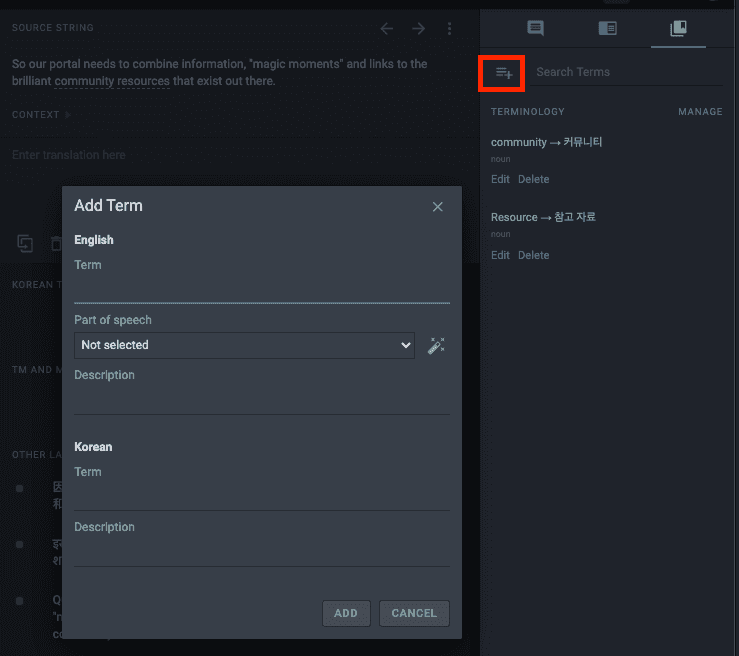 SOURCE STRING
So our portal needs to combine information, "magic moments" and links to the
brilliant community resources that exist out there.
CONTEXT
Enter translation here
KOREAN T
TM AND M
OTHER LA
Search Terms
TERMINOLOGY
MANAGE
community → 커뮤니티
noun
Edit Delete
Resource → 참고 자료
noun
Edit Delete
Add Term
English
Term
Part of speech
Not selected
Description
Korean
Term
Description
ADD
CANCEL